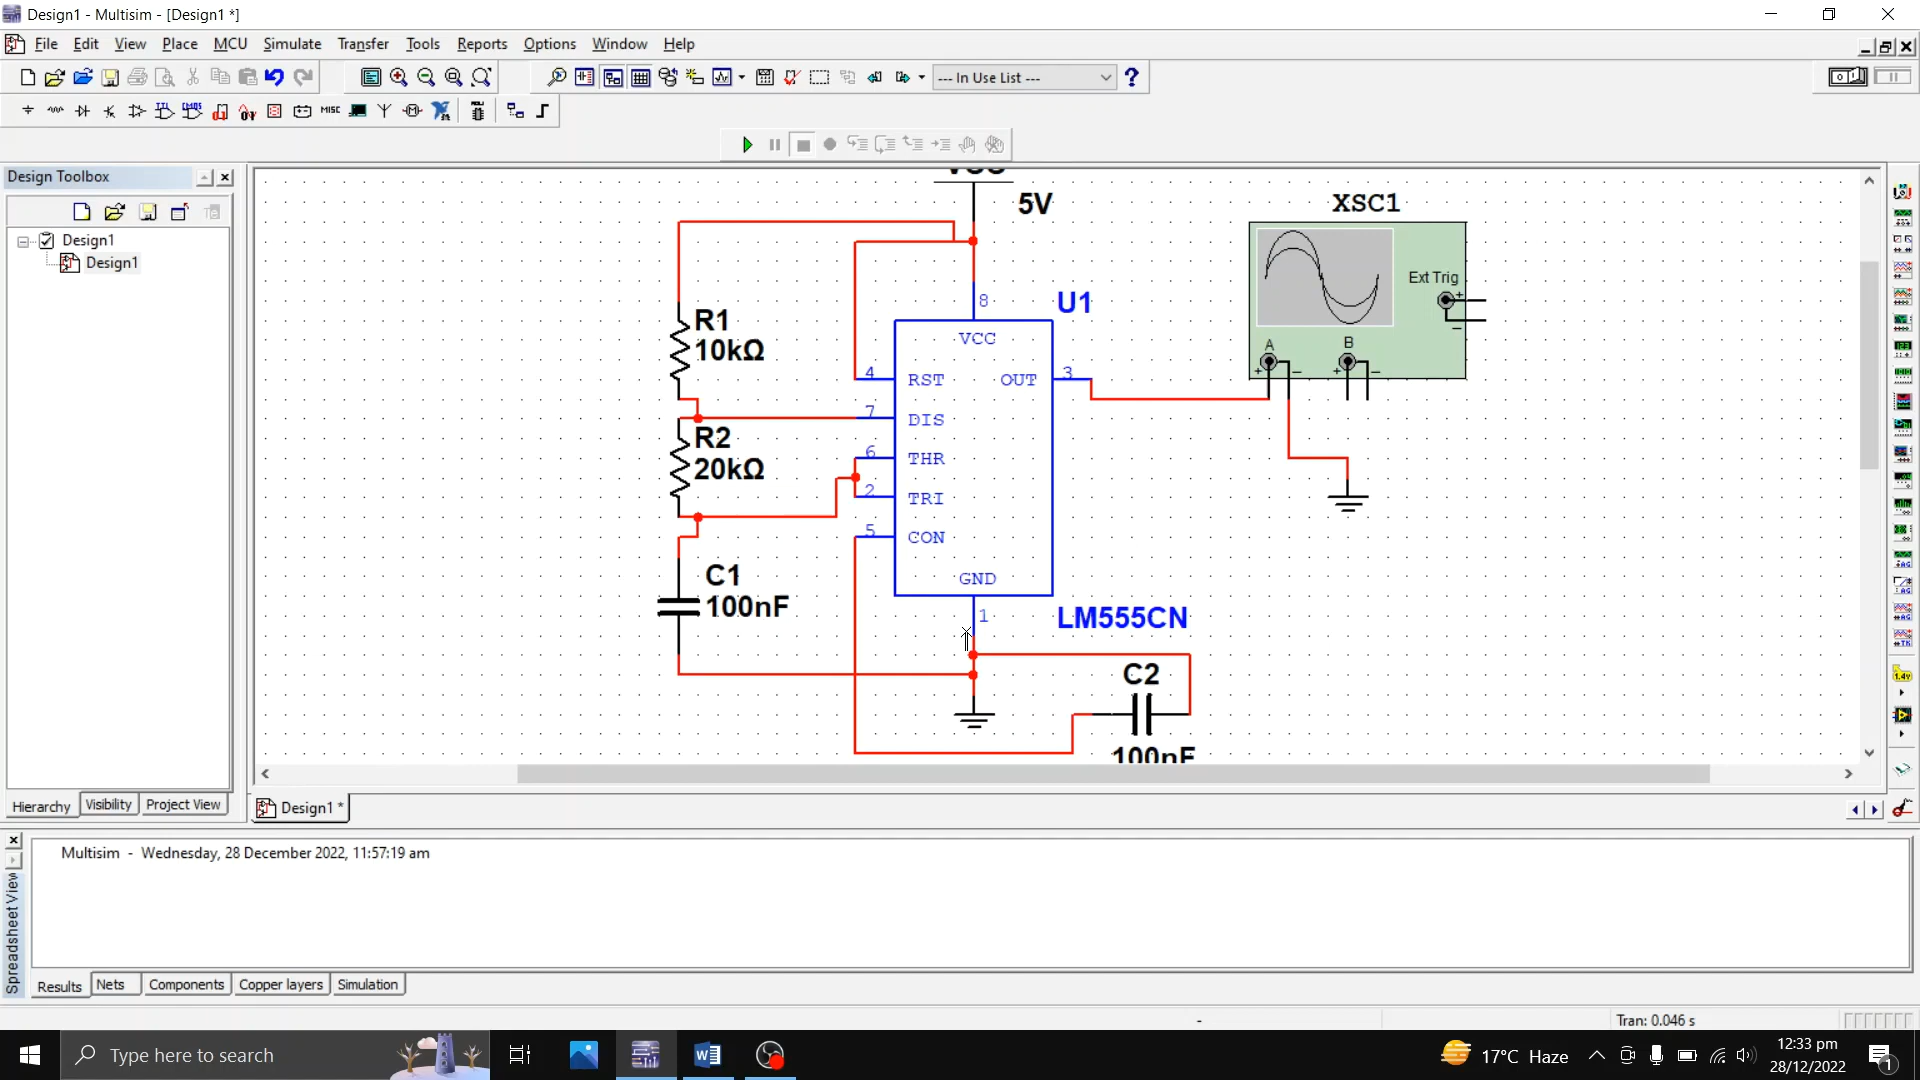 Design1 - Multisim - [Design1 *]
File Edit View Place MCU Simulate Transfer Tools Reports Options Window Help
--- In Use List ---
MISC
Design Toolbox
Design1
Design1
Hierarchy Visibility Project View
VCC
5V
XSC1
Ext Trig
+
−
A
B
+ − + −
R1
10kΩ
R2
20kΩ
C1
100nF
8
U1
VCC
4 RST OUT 3
7 DIS
6 THR
2 TRI
5 CON
GND
1
LM555CN
C2
100nF
Design1 *
Multisim - Wednesday, 28 December 2022, 11:57:19 am
Spreadsheet View
Results Nets Components Copper layers Simulation
-
Tran: 0.046 s
Type here to search
17°C Haze
12:33 pm
28/12/2022
1